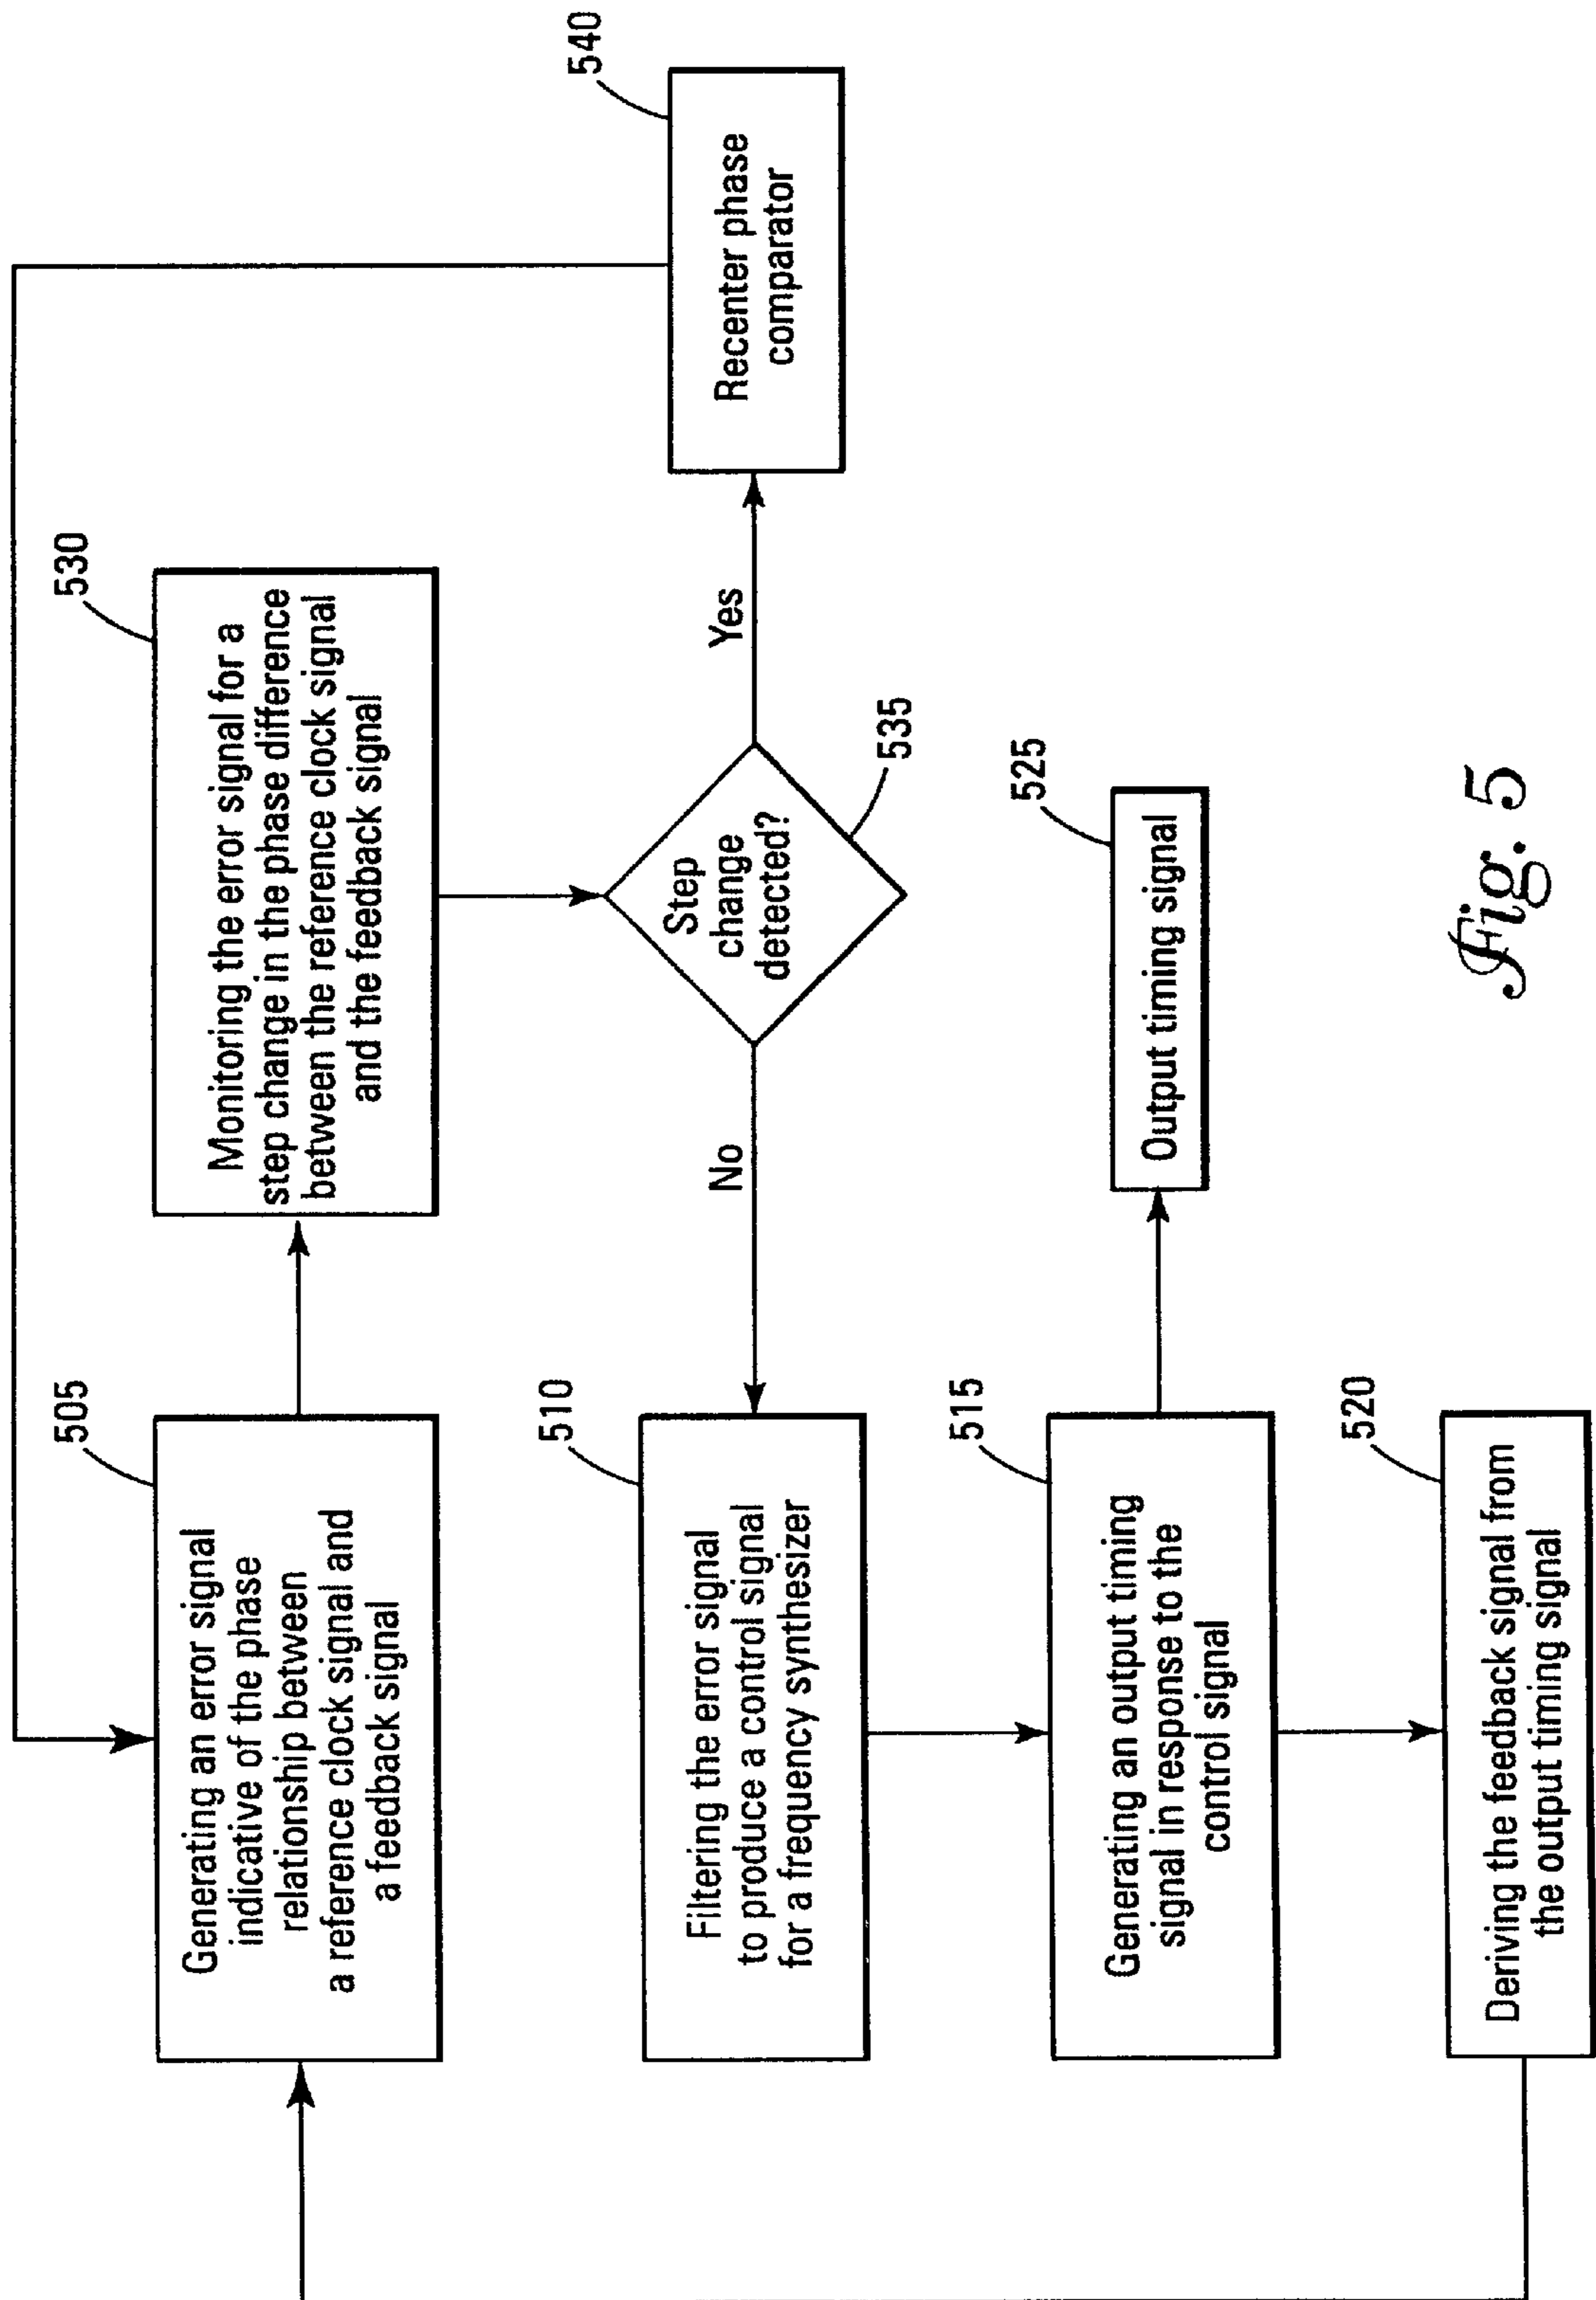 505
Generating an error signal
indicative of the phase
relationship between
a reference clock signal and
a feedback signal
530
Monitoring the error signal for a
step change in the phase difference
between the reference clock signal
and the feedback signal
540
Recenter phase
comparator
510
Filtering the error signal
to produce a control signal
for a frequency synthesizer
No
Step
change
detected?
Yes
535
515
Generating an output timing
signal in response to the
control signal
525
Output timing signal
520
Deriving the feedback signal from
the output timing signal
Fig. 5